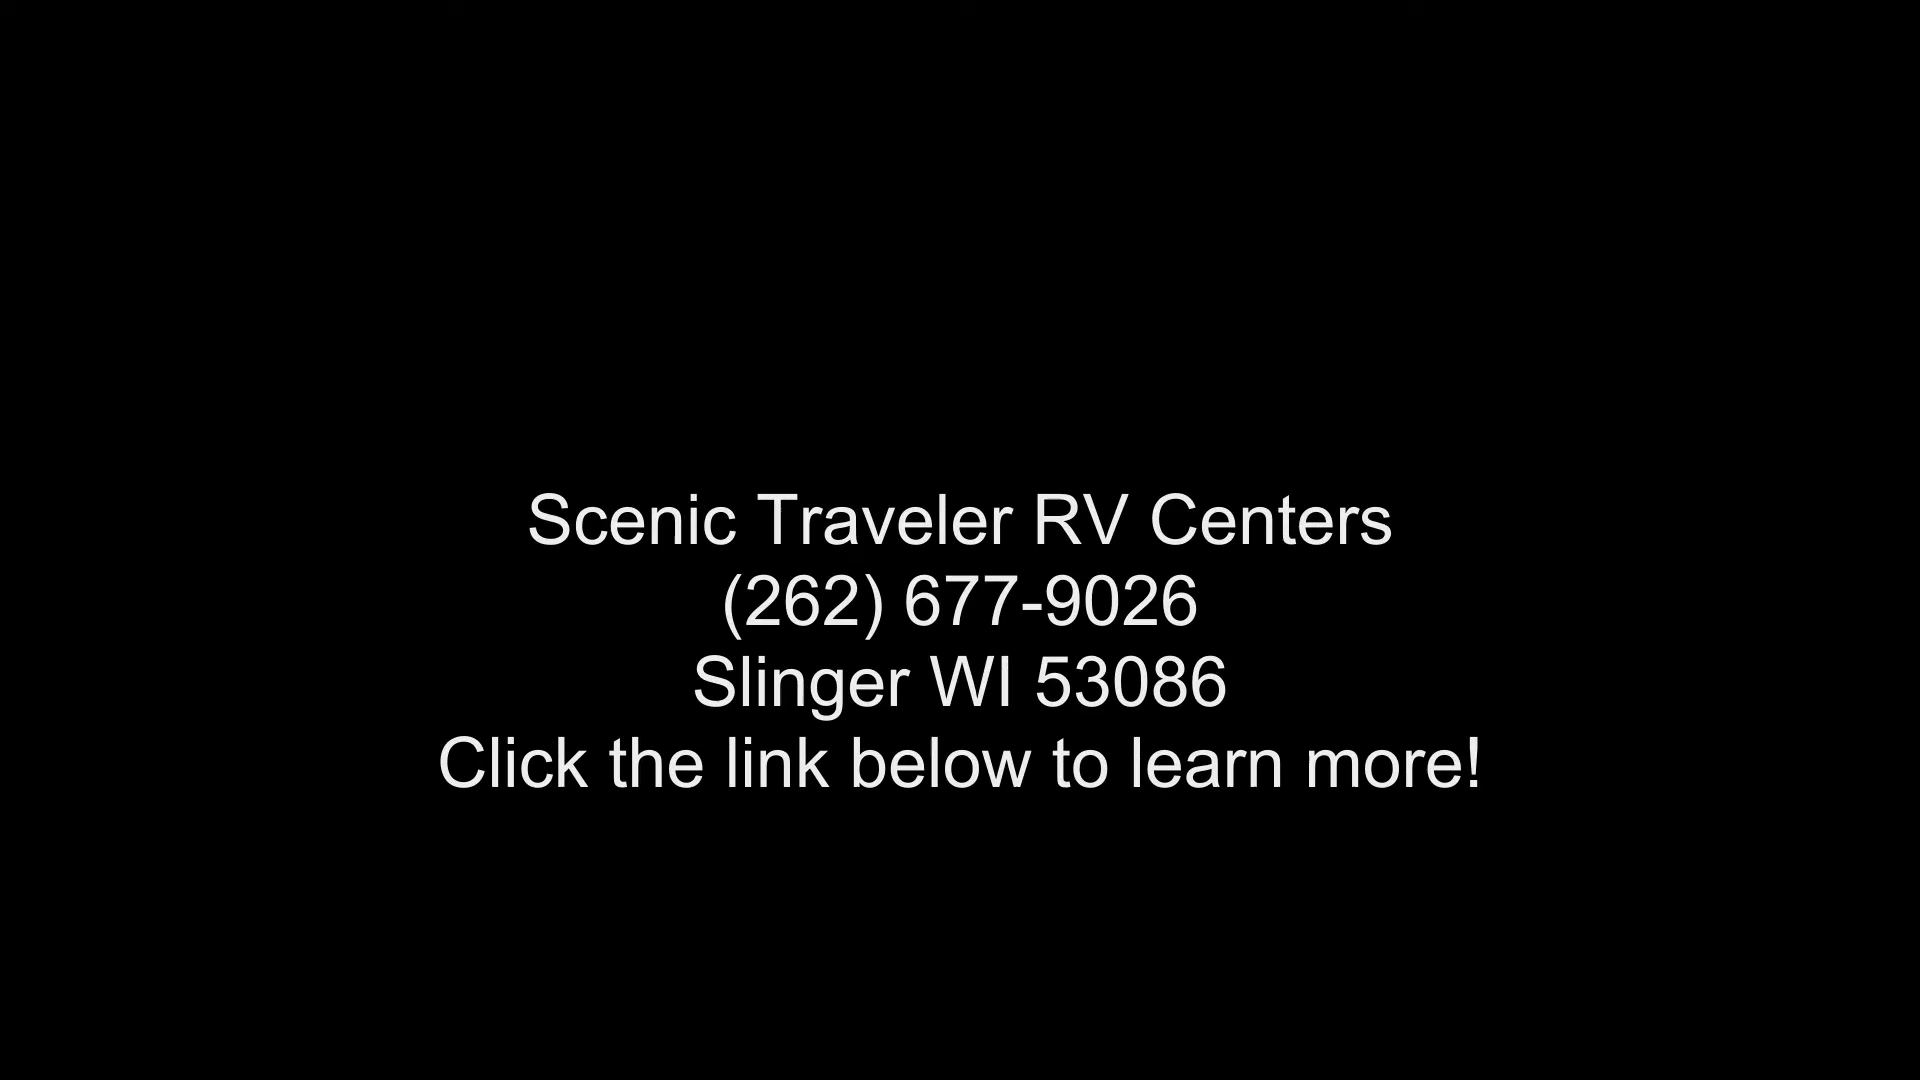 Scenic Traveler RV Centers
(262) 677-9026
Slinger WI 53086
Click the link below to learn more!